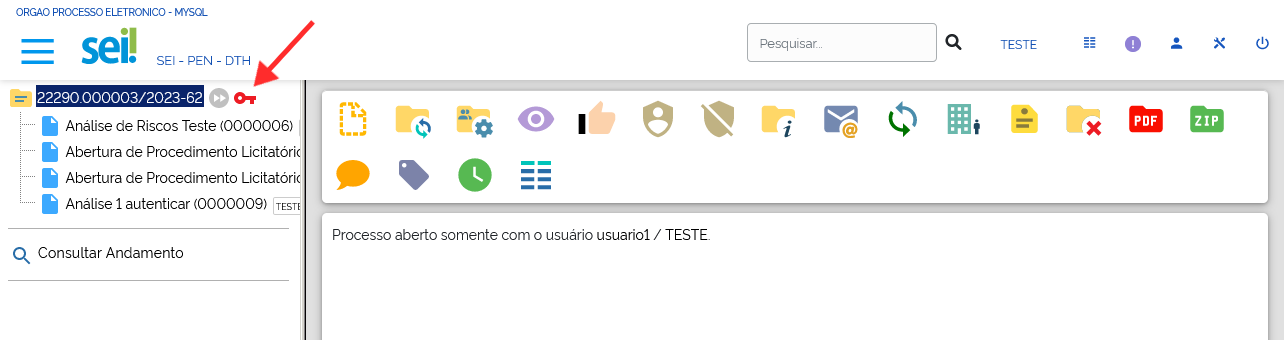 ORGAO PROCESSO ELETRONICO - MYSQL
sei!
SEI - PEN - DTH
Pesquisar...
TESTE
22290.000003/2023-62
Análise de Riscos Teste (0000006)
Abertura de Procedimento Licitatório
Abertura de Procedimento Licitatório
Análise 1 autenticar (0000009) TESTE
Consultar Andamento
PDF
ZIP
Processo aberto somente com o usuário usuario1 / TESTE.